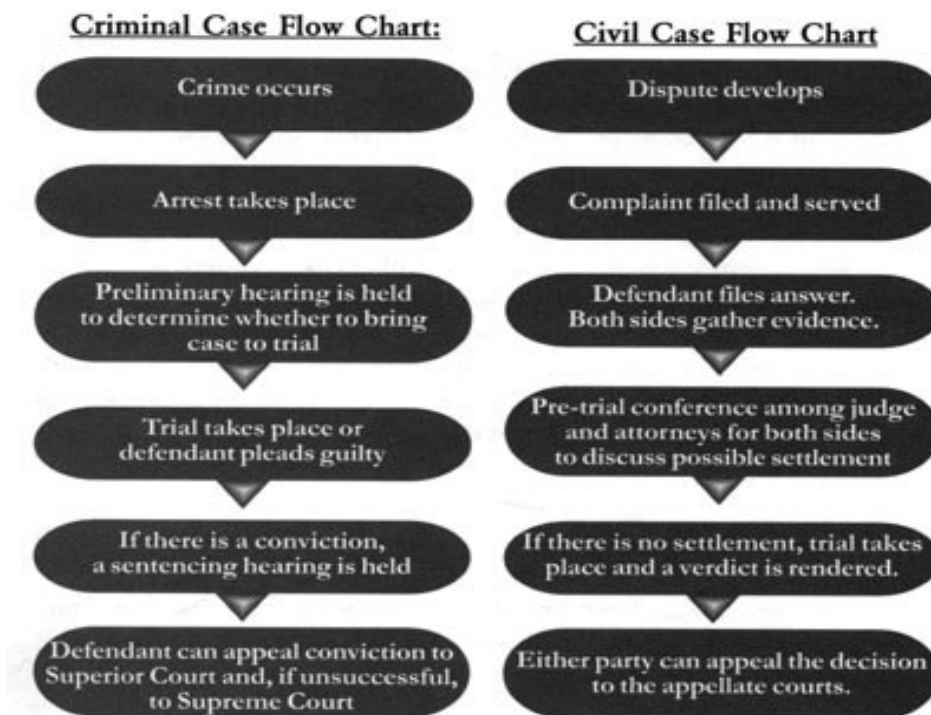 Criminal Case Flow Chart:
Crime occurs
Arrest takes place
Preliminary hearing is held
to determine whether to bring
case to trial
Trial takes place or
defendant pleads guilty
If there is a conviction,
a sentencing hearing is held
Defendant can appeal conviction to
Superior Court and, if unsuccessful,
to Supreme Court
Civil Case Flow Chart
Dispute develops
Complaint filed and served
Defendant files answer.
Both sides gather evidence.
Pre-trial conference among judge
and attorneys for both sides
to discuss possible settlement
If there is no settlement, trial takes
place and a verdict is rendered.
Either party can appeal the decision
to the appellate courts.